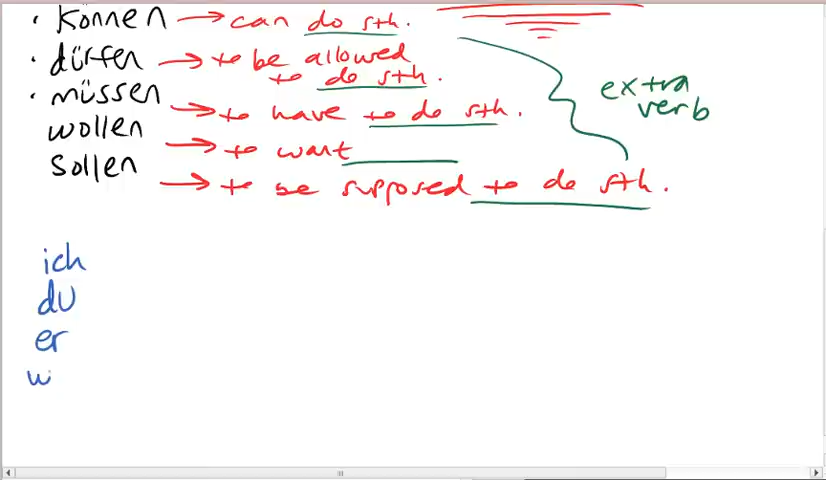 • können → can do sth.
• dürfen → to be allowed
to do sth.
• müssen → to have to do sth.
wollen → to want
sollen → to be supposed to do sth.
extra
verb
ich
du
er
w